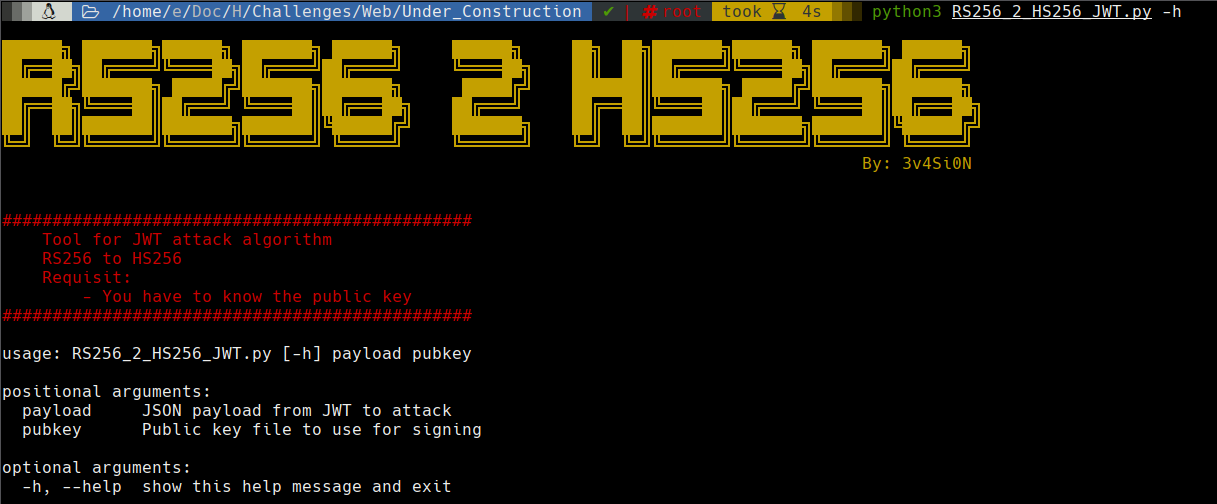 /home/e/Doc/H/Challenges/Web/Under_Construction ✔ | #root took ⌛ 4s python3 RS256_2_HS256_JWT.py -h
RS256 2 HS256
By: 3v4Si0N
###############################################
Tool for JWT attack algorithm
RS256 to HS256
Requisit:
- You have to know the public key
###############################################
usage: RS256_2_HS256_JWT.py [-h] payload pubkey
positional arguments:
payload JSON payload from JWT to attack
pubkey Public key file to use for signing
optional arguments:
-h, --help show this help message and exit